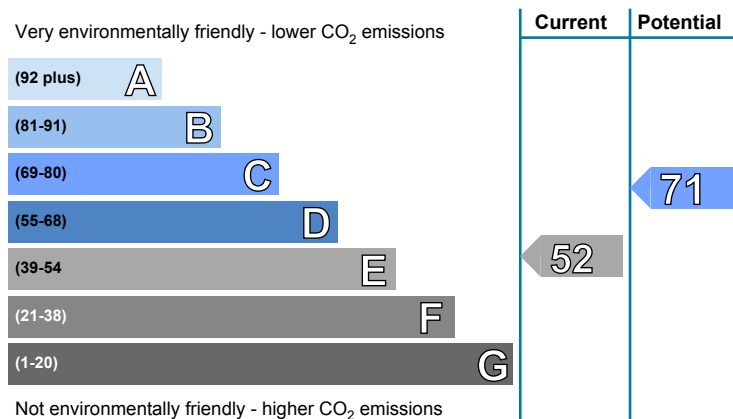 Very environmentally friendly - lower CO₂ emissions
Current
Potential
(92 plus) A
(81-91) B
(69-80) C
71
(55-68) D
(39-54 E
52
(21-38) F
(1-20) G
Not environmentally friendly - higher CO₂ emissions